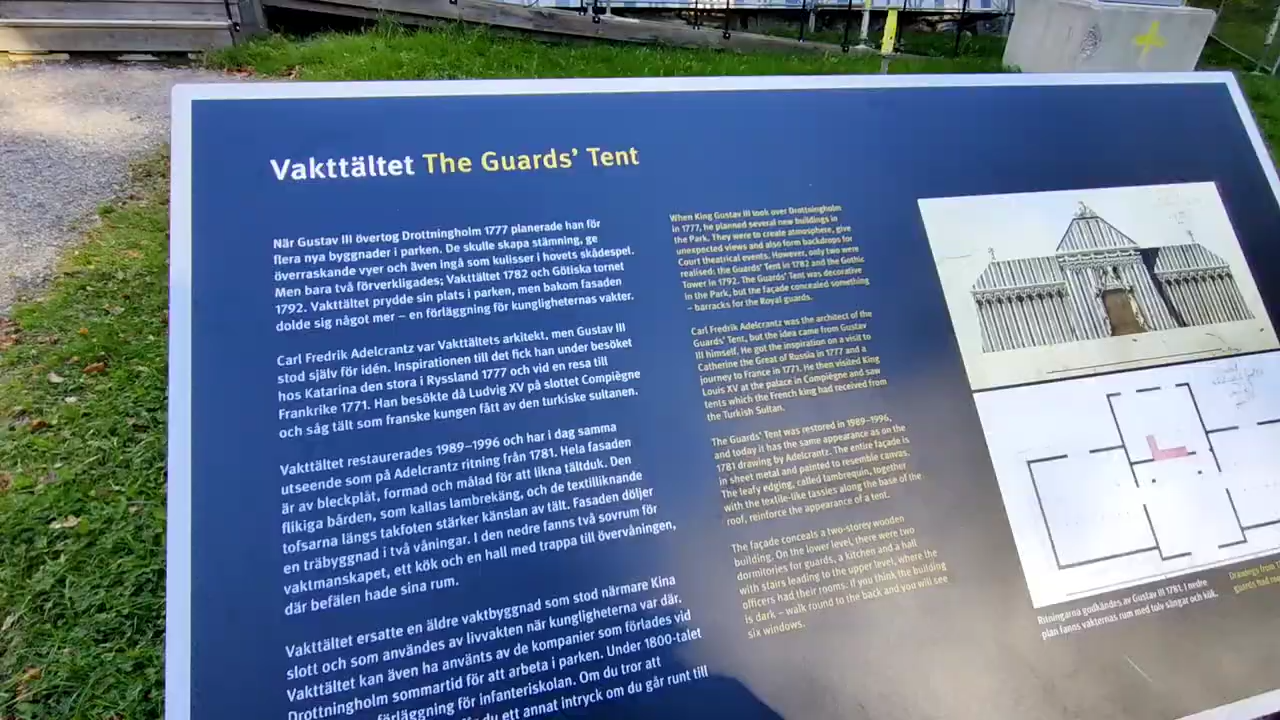 Vakttältet The Guards' Tent
När Gustav III övertog Drottningholm 1777 planerade han för
flera nya byggnader i parken. De skulle skapa stämning, ge
överraskande vyer och även ingå som kulisser i hovets skådespel.
Men bara två förverkligades; Vakttältet 1782 och Götiska tornet
1792. Vakttältet prydde sin plats i parken, men bakom fasaden
dolde sig något mer – en förläggning för kungligheternas vakter.
Carl Fredrik Adelcrantz var Vakttältets arkitekt, men Gustav III
stod själv för idén. Inspirationen till det fick han under besöket
hos Katarina den stora i Ryssland 1777 och vid en resa till
Frankrike 1771. Han besökte då Ludvig XV på slottet Compiègne
och såg tält som franske kungen fått av den turkiske sultanen.
Vakttältet restaurerades 1989–1996 och har i dag samma
utseende som på Adelcrantz ritning från 1781. Hela fasaden
är av bleckplåt, formad och målad för att likna tältduk. Den
flikiga bården, som kallas lambrekäng, och de textilliknande
tofsarna längs takfoten stärker känslan av tält. Fasaden döljer
en träbyggnad i två våningar. I den nedre fanns två sovrum för
vaktmanskapet, ett kök och en hall med trappa till övervåningen,
där befälen hade sina rum.
Vakttältet ersatte en äldre vaktbyggnad som stod närmare Kina
slott och som användes av livvakten när kungligheterna var där.
Vakttältet kan även ha använts av de kompanier som förlades vid
Drottningholm sommartid för att arbeta i parken. Under 1800-talet
förläggning för infanteriskolan. Om du tror att
du ett annat intryck om du går runt till
When King Gustav III took over Drottningholm
in 1777, he planned several new buildings in
the Park. They were to create atmosphere, give
unexpected views and also form backdrops for
Court theatrical events. However, only two were
realised: the Guards' Tent in 1782 and the Gothic
Tower in 1792. The Guards' Tent was decorative
in the Park, but the façade concealed something
– barracks for the Royal guards.
Carl Fredrik Adelcrantz was the architect of the
Guards' Tent, but the idea came from Gustav
III himself. He got the inspiration on a visit to
Catherine the Great of Russia in 1777 and a
journey to France in 1771. He then visited King
Louis XV at the palace in Compiègne and saw
tents which the French king had received from
the Turkish Sultan.
The Guards' Tent was restored in 1989–1996,
and today it has the same appearance as on the
1781 drawing by Adelcrantz. The entire façade is
in sheet metal and painted to resemble canvas.
The leafy edging, called lambrequin, together
with the textile-like tassles along the base of the
roof, reinforce the appearance of a tent.
The façade conceals a two-storey wooden
building. On the lower level, there were two
dormitories for guards, a kitchen and a hall
with stairs leading to the upper level, where the
officers had their rooms. If you think the building
is dark – walk round to the back and you will see
six windows.
Ritningarna godkändes av Gustav III 1781. I nedre
plan fanns vakternas rum med tolv sängar och kök.
Drawings from
guards had